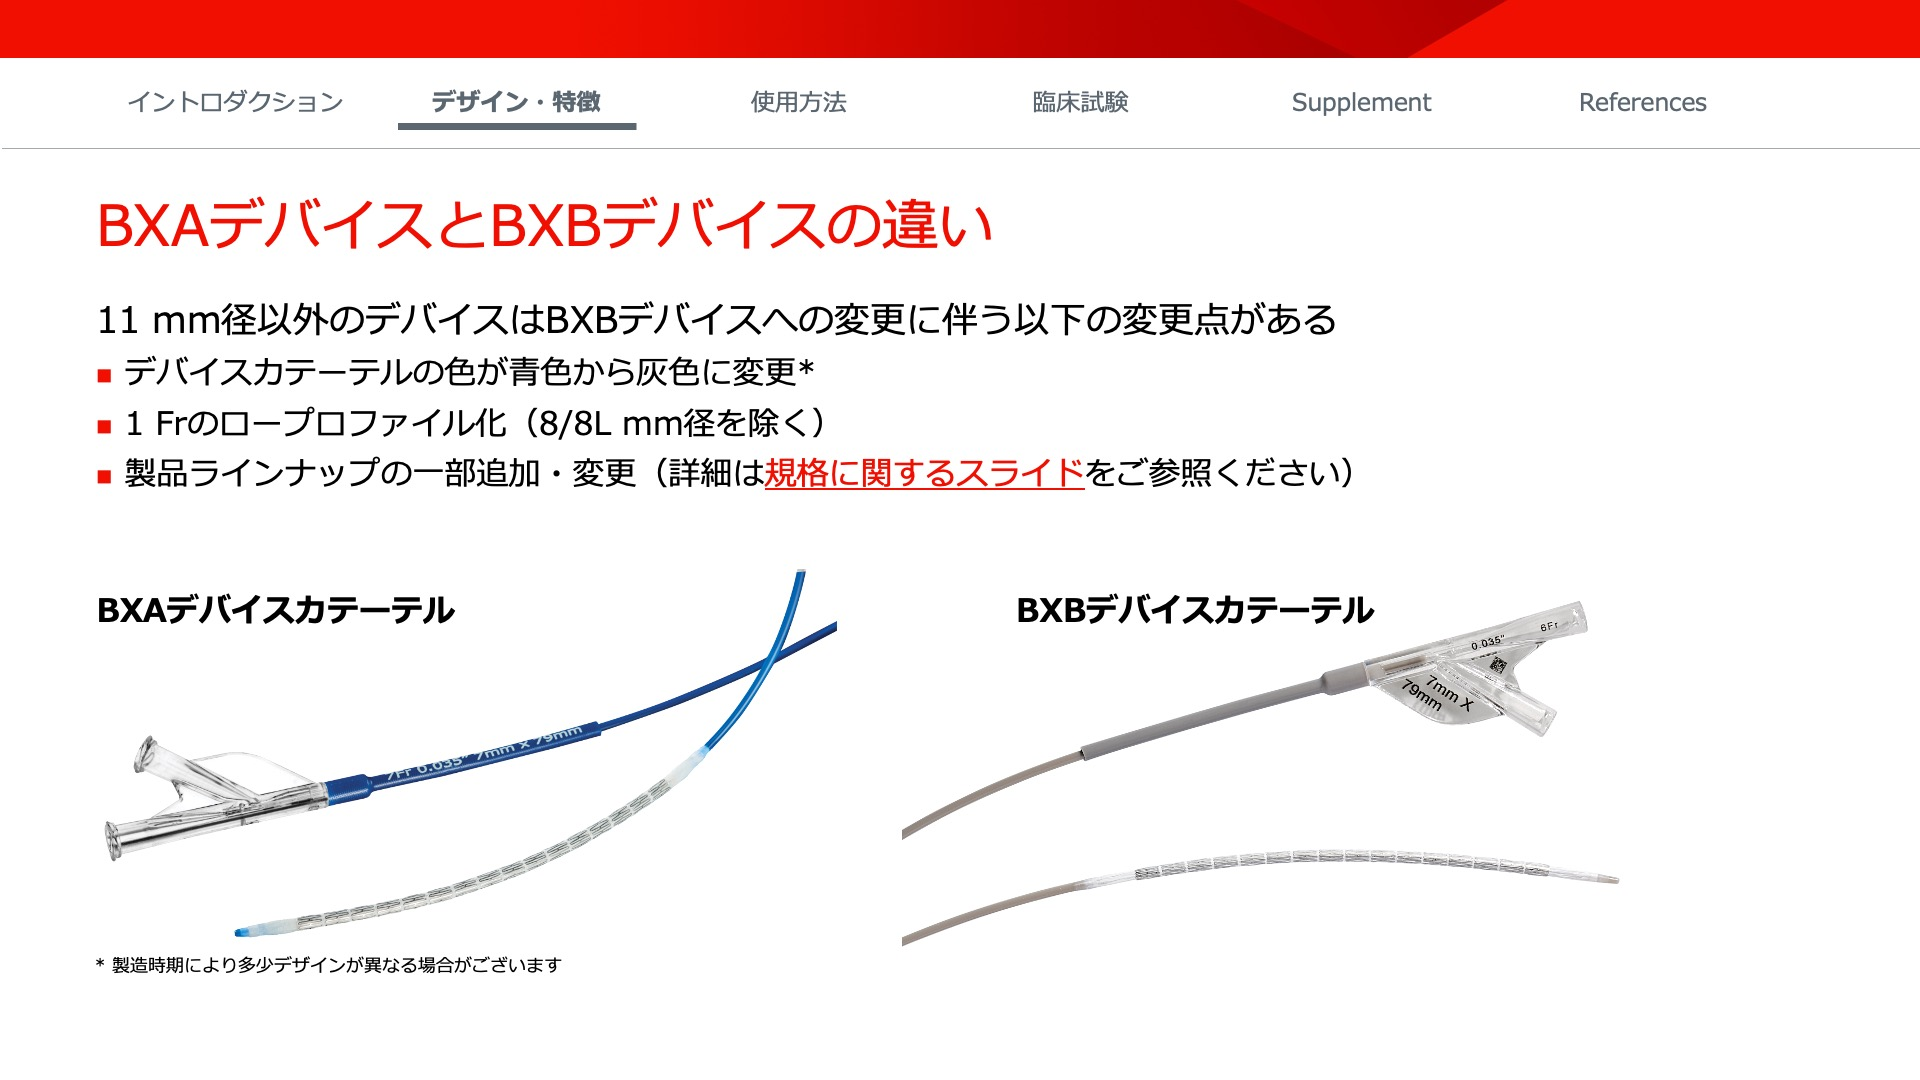 イントロダクション
デザイン・特徴
使用方法
臨床試験
Supplement
References
BXAデバイスとBXBデバイスの違い
11 mm径以外のデバイスはBXBデバイスへの変更に伴う以下の変更点がある
■ デバイスカテーテルの色が青色から灰色に変更*
■ 1 Frのロープロファイル化（8/8L mm径を除く）
■ 製品ラインナップの一部追加・変更（詳細は規格に関するスライドをご参照ください）
BXAデバイスカテーテル
7Fr 0.035" 7mm x 79mm
BXBデバイスカテーテル
0.035" 6Fr
7mm X
79mm
* 製造時期により多少デザインが異なる場合がございます